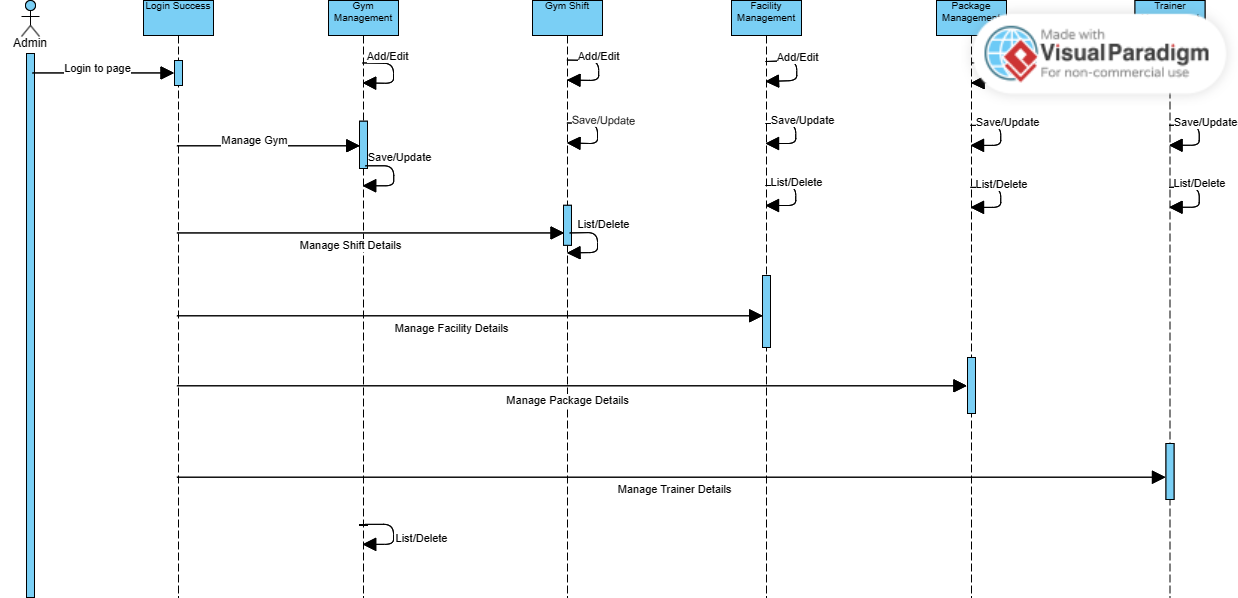 Login Success
Gym
Management
Gym Shift
Facility
Management
Package
Management
Trainer
Admin
Made with
VisualParadigm
For non-commercial use
Add/Edit
Add/Edit
Add/Edit
Login to page
Save/Update
Save/Update
Save/Update
Save/Update
Manage Gym
Save/Update
List/Delete
List/Delete
List/Delete
List/Delete
Manage Shift Details
Manage Facility Details
Manage Package Details
Manage Trainer Details
List/Delete